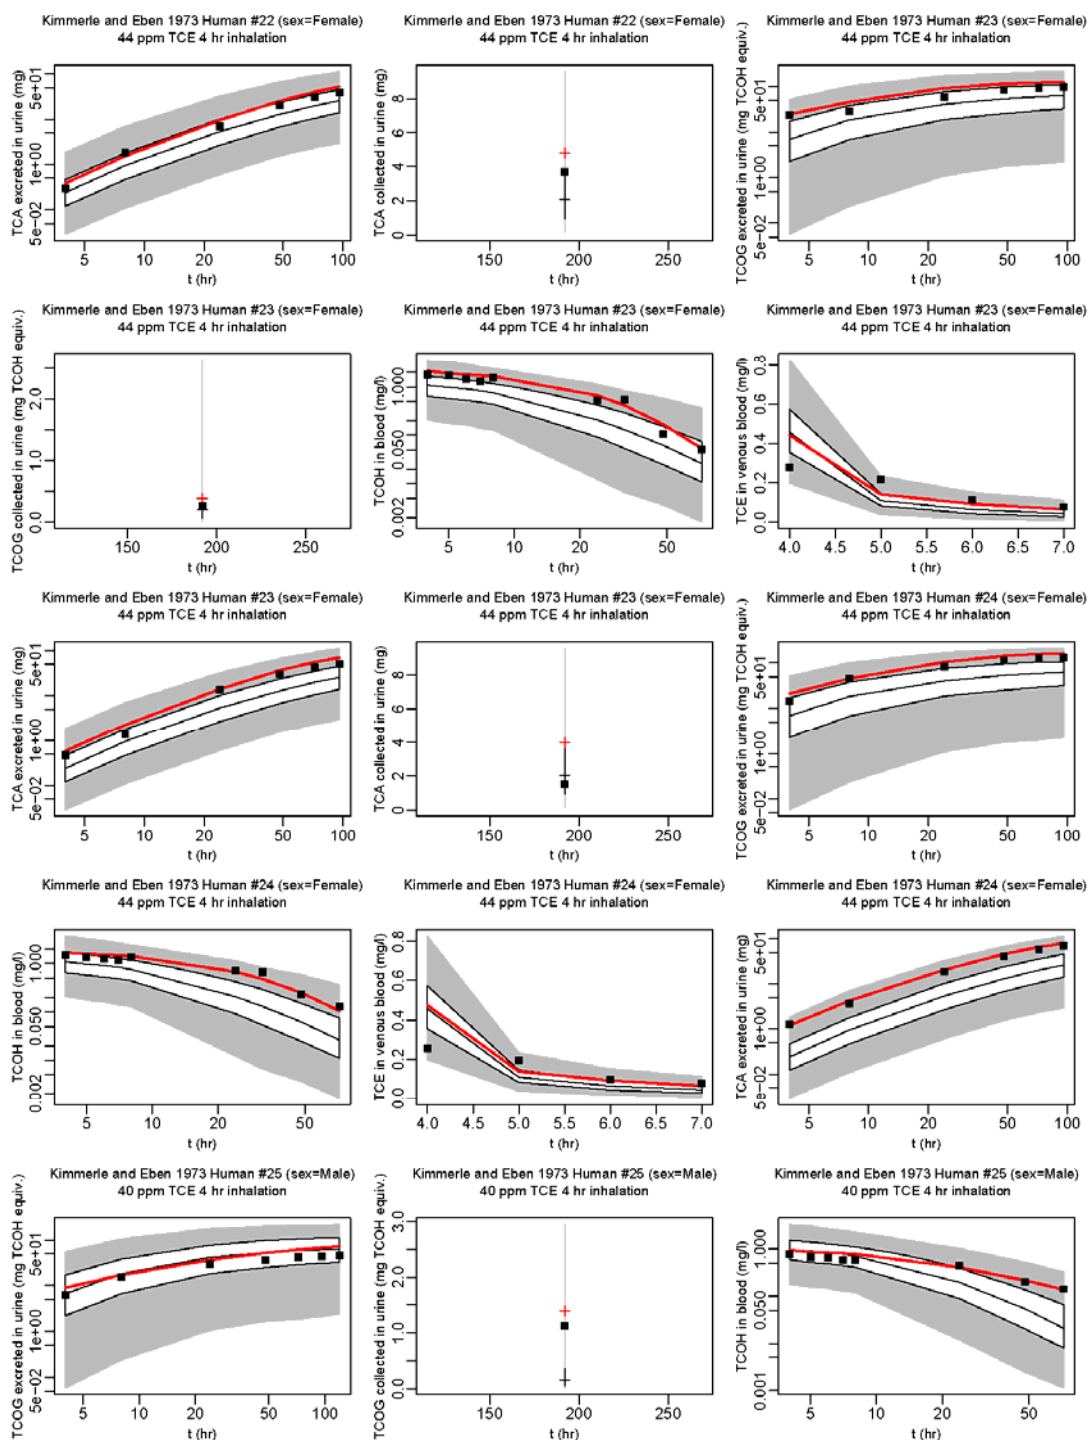 Kimmerle and Eben 1973 Human #22 (sex=Female)
44 ppm TCE 4 hr inhalation
TCA excreted in urine (mg)
5e−02 1e+00 5e+01
5 10 20 50 100
t (hr)
Kimmerle and Eben 1973 Human #22 (sex=Female)
44 ppm TCE 4 hr inhalation
TCA collected in urine (mg)
0 2 4 6 8
150 200 250
t (hr)
Kimmerle and Eben 1973 Human #23 (sex=Female)
44 ppm TCE 4 hr inhalation
TCOG excreted in urine (mg TCOH equiv.)
5e−02 1e+00 5e+01
5 10 20 50 100
t (hr)
Kimmerle and Eben 1973 Human #23 (sex=Female)
44 ppm TCE 4 hr inhalation
TCOG collected in urine (mg TCOH equiv.)
0.0 1.0 2.0
150 200 250
t (hr)
Kimmerle and Eben 1973 Human #23 (sex=Female)
44 ppm TCE 4 hr inhalation
TCOH in blood (mg/l)
0.002 0.050 1.000
5 10 20 50
t (hr)
Kimmerle and Eben 1973 Human #23 (sex=Female)
44 ppm TCE 4 hr inhalation
TCE in venous blood (mg/l)
0.0 0.2 0.4 0.6 0.8
4.0 4.5 5.0 5.5 6.0 6.5 7.0
t (hr)
Kimmerle and Eben 1973 Human #23 (sex=Female)
44 ppm TCE 4 hr inhalation
TCA excreted in urine (mg)
5e−02 1e+00 5e+01
5 10 20 50 100
t (hr)
Kimmerle and Eben 1973 Human #23 (sex=Female)
44 ppm TCE 4 hr inhalation
TCA collected in urine (mg)
0 2 4 6 8
150 200 250
t (hr)
Kimmerle and Eben 1973 Human #24 (sex=Female)
44 ppm TCE 4 hr inhalation
TCOG excreted in urine (mg TCOH equiv.)
5e−02 1e+00 5e+01
5 10 20 50 100
t (hr)
Kimmerle and Eben 1973 Human #24 (sex=Female)
44 ppm TCE 4 hr inhalation
TCOH in blood (mg/l)
0.002 0.050 1.000
5 10 20 50
t (hr)
Kimmerle and Eben 1973 Human #24 (sex=Female)
44 ppm TCE 4 hr inhalation
TCE in venous blood (mg/l)
0.0 0.2 0.4 0.6 0.8
4.0 4.5 5.0 5.5 6.0 6.5 7.0
t (hr)
Kimmerle and Eben 1973 Human #24 (sex=Female)
44 ppm TCE 4 hr inhalation
TCA excreted in urine (mg)
5e−02 1e+00 5e+01
5 10 20 50 100
t (hr)
Kimmerle and Eben 1973 Human #25 (sex=Male)
40 ppm TCE 4 hr inhalation
TCOG excreted in urine (mg TCOH equiv.)
5e−02 1e+00 5e+01
5 10 20 50 100
t (hr)
Kimmerle and Eben 1973 Human #25 (sex=Male)
40 ppm TCE 4 hr inhalation
TCOG collected in urine (mg TCOH equiv.)
0.0 1.0 2.0 3.0
150 200 250
t (hr)
Kimmerle and Eben 1973 Human #25 (sex=Male)
40 ppm TCE 4 hr inhalation
TCOH in blood (mg/l)
0.001 0.050 1.000
5 10 20 50
t (hr)